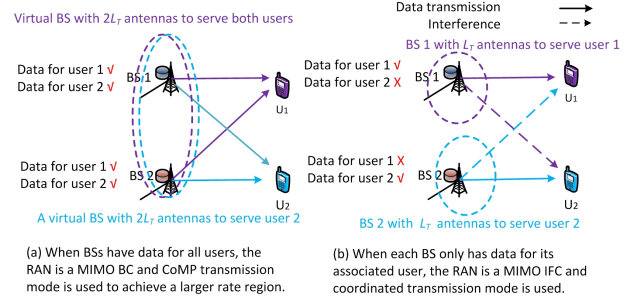 Data transmission
Interference
Virtual BS with 2LT antennas to serve both users
BS 1 with LT antennas to serve user 1
Data for user 1 √
Data for user 2 √
BS 1
U1
Data for user 1 √
Data for user 2 X
BS 1
U1
Data for user 1 √
Data for user 2 √
BS 2
U2
Data for user 1 X
Data for user 2 √
BS 2
U2
A virtual BS with 2LT antennas to serve user 2
BS 2 with LT antennas to serve user 2
(a) When BSs have data for all users, the
RAN is a MIMO BC and CoMP transmission
mode is used to achieve a larger rate region.
(b) When each BS only has data for its
associated user, the RAN is a MIMO IFC and
coordinated transmission mode is used.